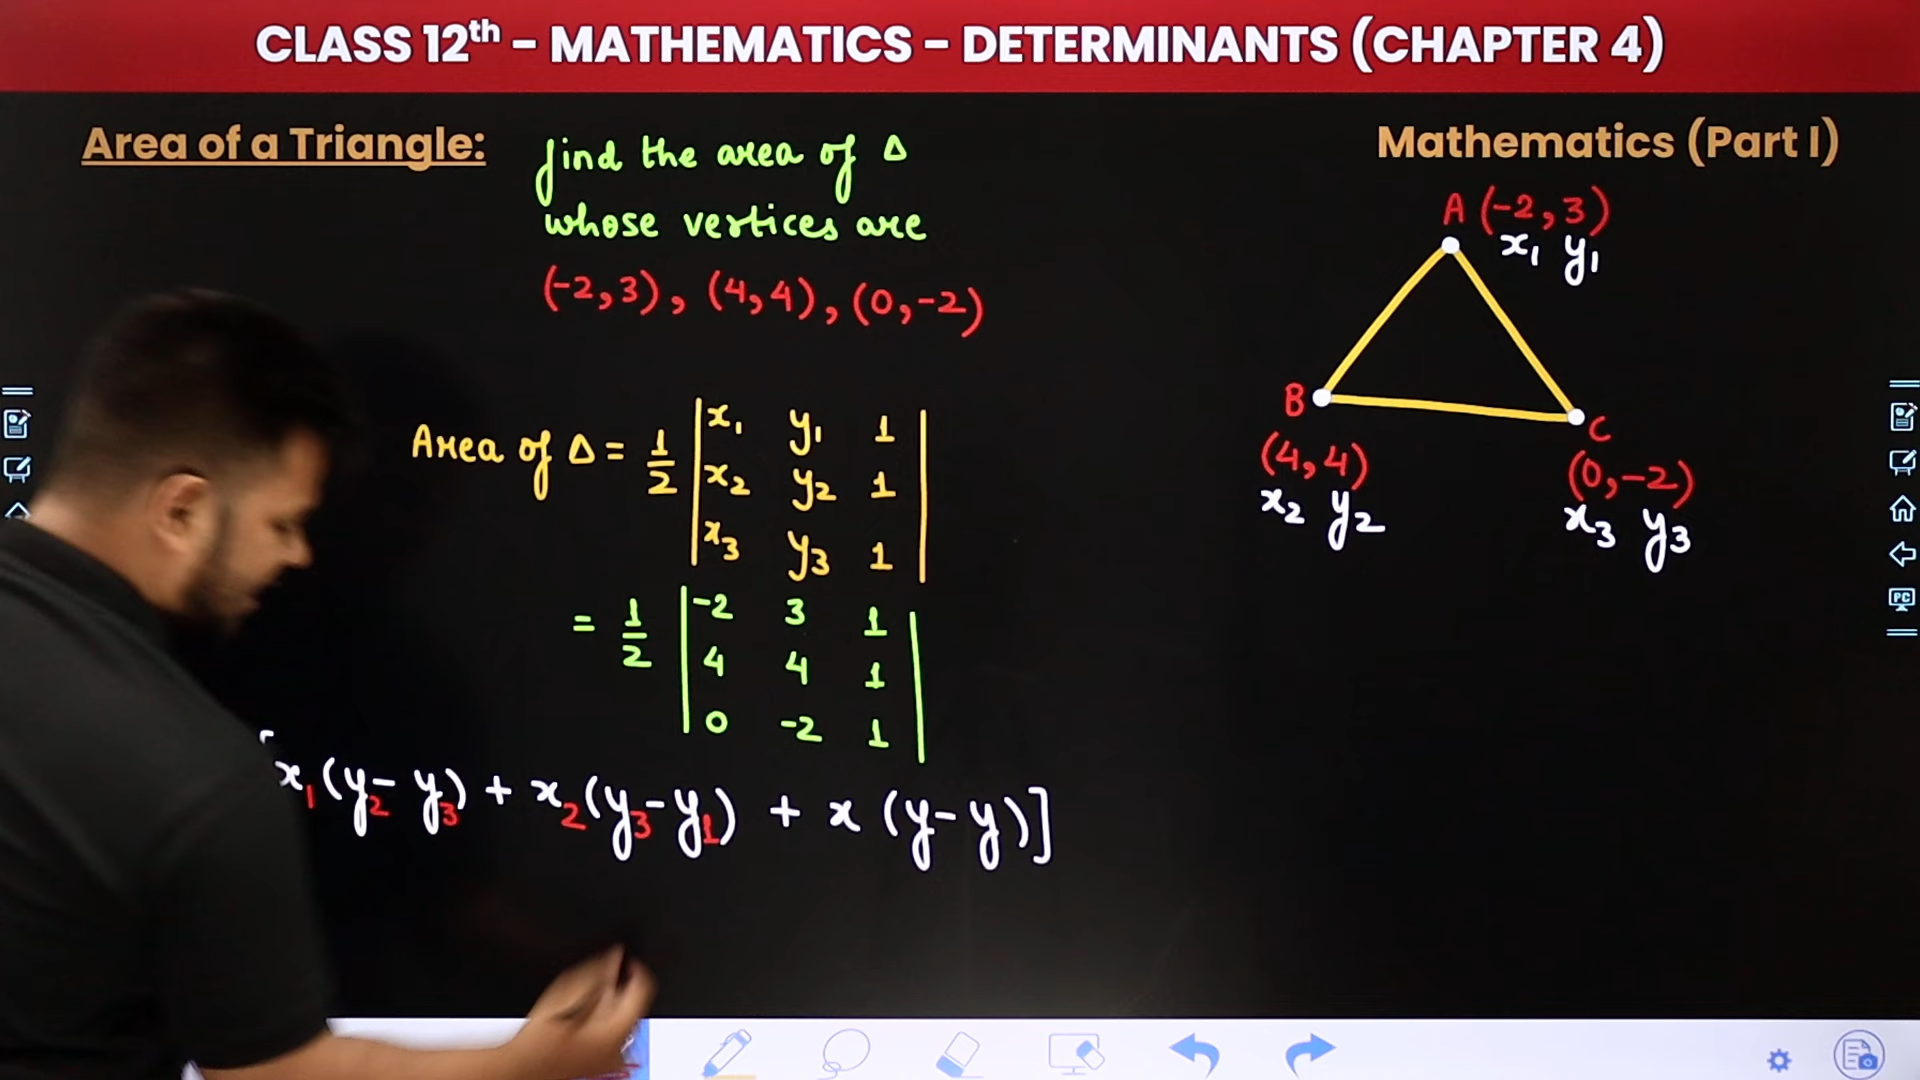 CLASS 12th - MATHEMATICS - DETERMINANTS (CHAPTER 4)
Area of a Triangle:
find the area of Δ
whose vertices are
(-2,3), (4,4), (0,-2)
Mathematics (Part I)
A (-2, 3)
x₁ y₁
B
(4,4)
x₂ y₂
C
(0,-2)
x₃ y₃
Area of Δ = 1/2 | x₁ y₁ 1
x₂ y₂ 1
x₃ y₃ 1 |
= 1/2 | -2 3 1
4 4 1
0 -2 1 |
[x₁(y₂- y₃) + x₂(y₃-y₁) + x (y- y)]
PC